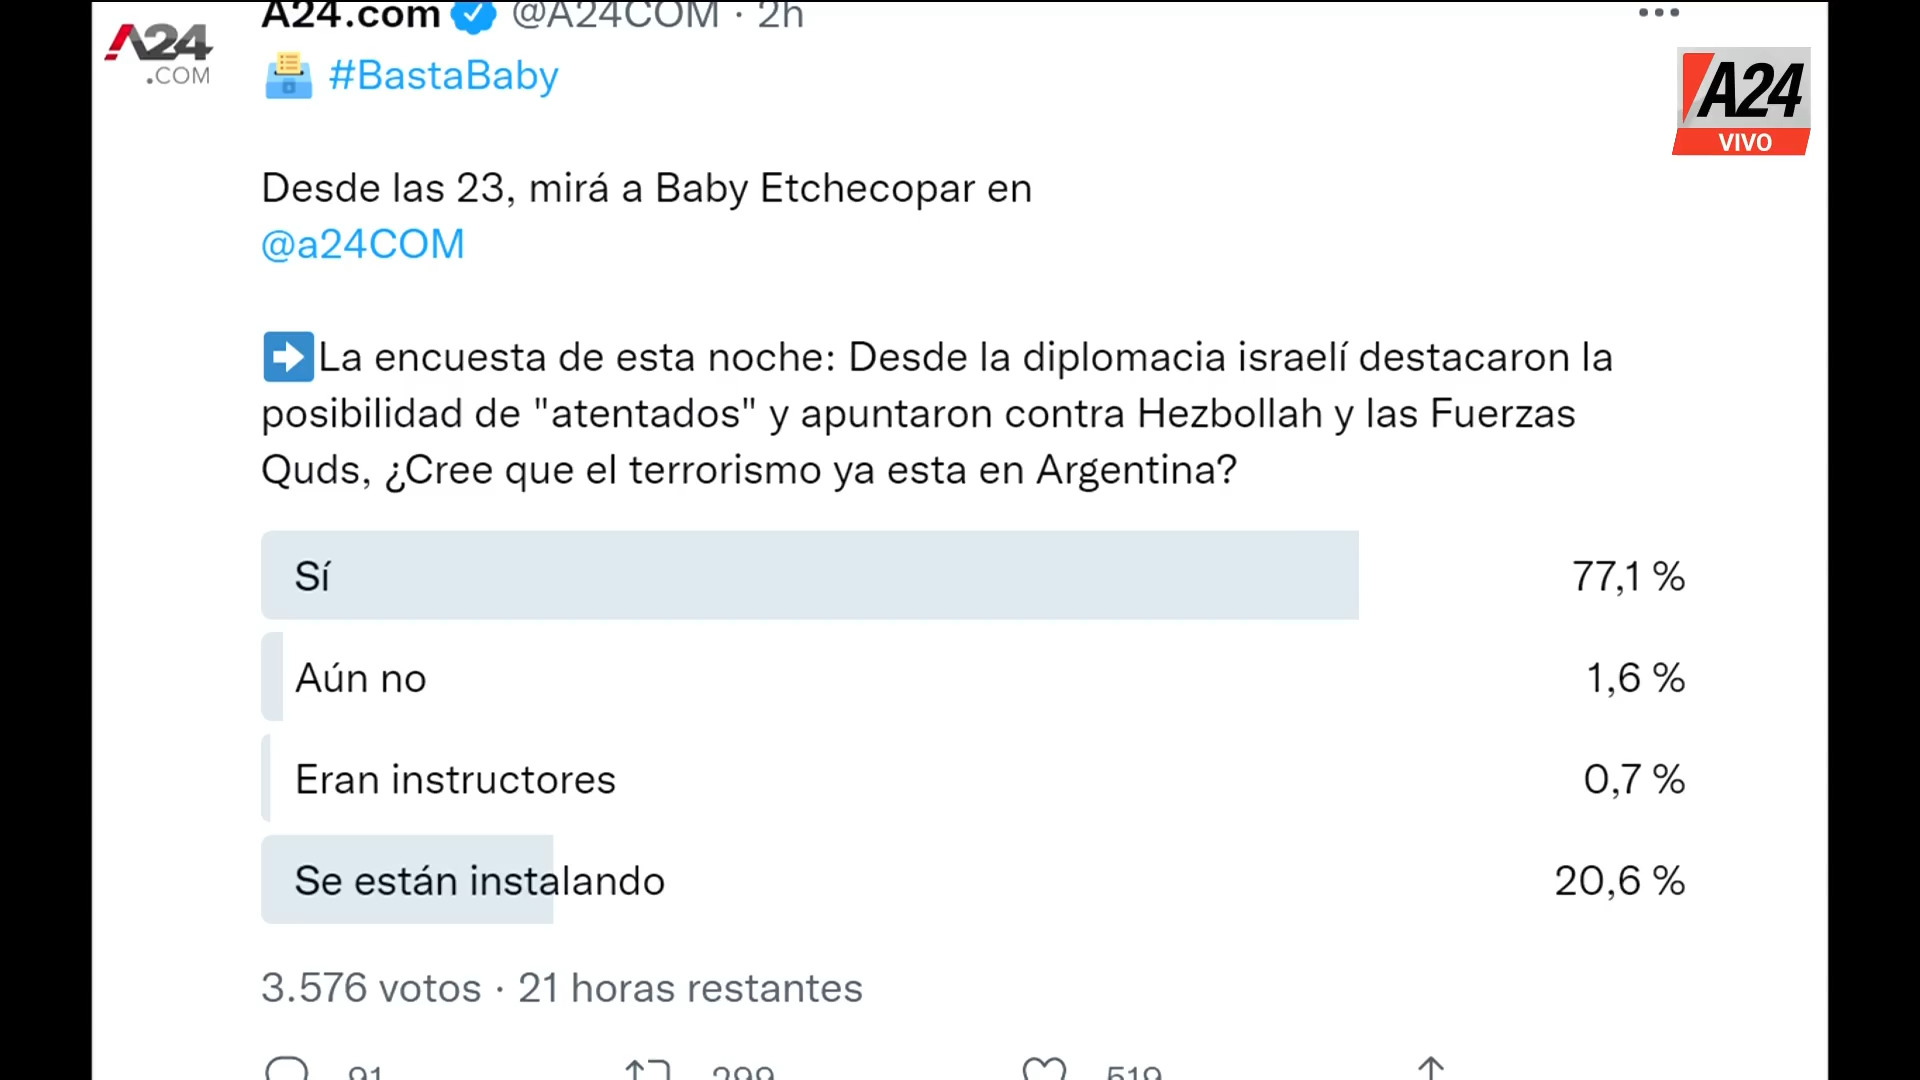 A24.com @A24COM · 2h
A24
.COM
#BastaBaby
A24
VIVO
Desde las 23, mirá a Baby Etchecopar en
@a24COM
La encuesta de esta noche: Desde la diplomacia israelí destacaron la
posibilidad de "atentados" y apuntaron contra Hezbollah y las Fuerzas
Quds, ¿Cree que el terrorismo ya esta en Argentina?
Sí 77,1 %
Aún no 1,6 %
Eran instructores 0,7 %
Se están instalando 20,6 %
3.576 votos · 21 horas restantes
91 299 519